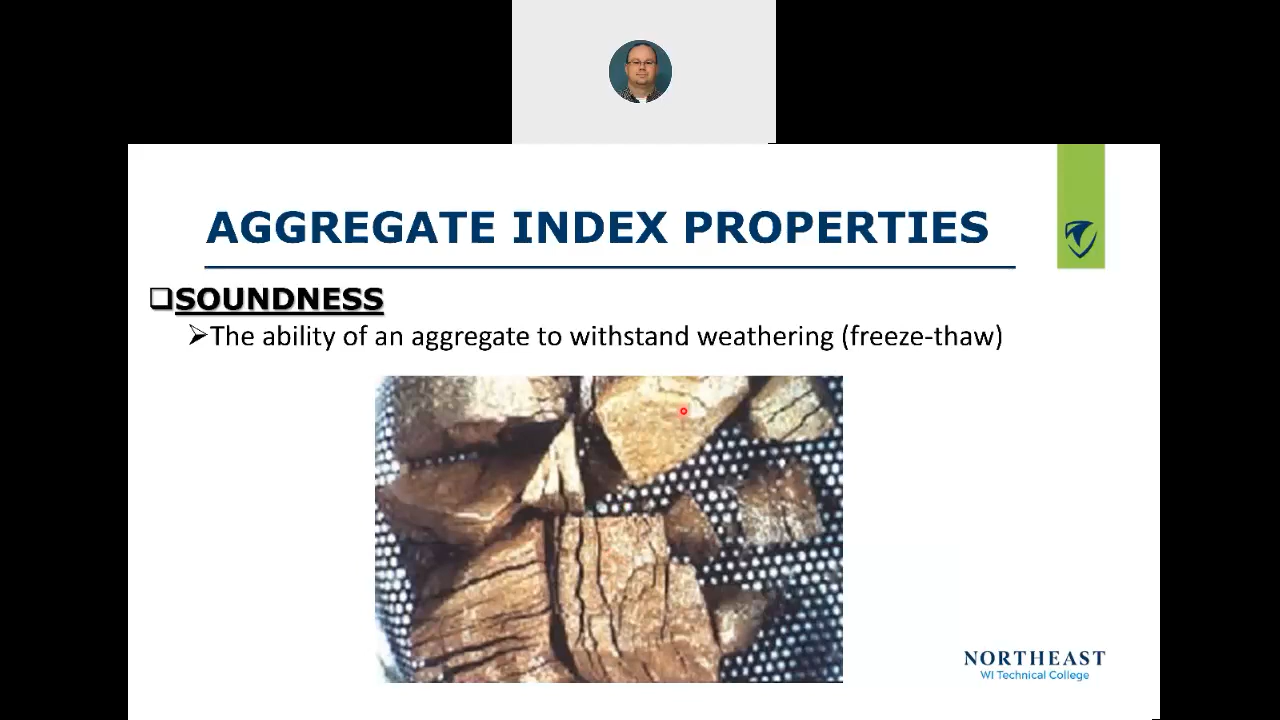 AGGREGATE INDEX PROPERTIES
SOUNDNESS
The ability of an aggregate to withstand weathering (freeze-thaw)
NORTHEAST
WI Technical College